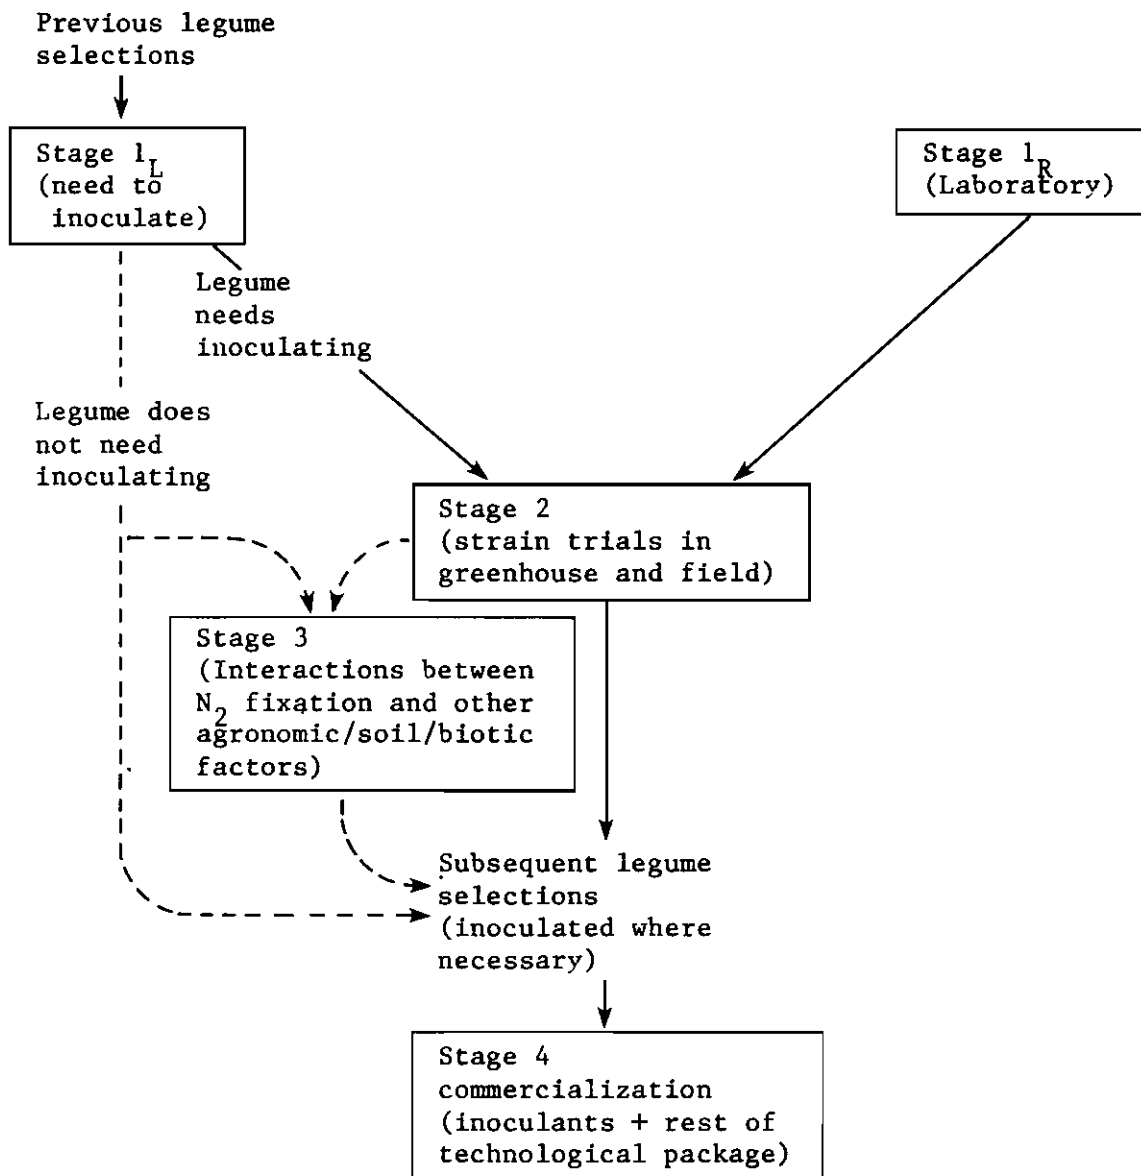 Previous legume
selections
Stage 1L
(need to
inoculate)
Stage 1R
(Laboratory)
Legume
needs
inoculating
Legume does
not need
inoculating
Stage 2
(strain trials in
greenhouse and field)
Stage 3
(Interactions between
N2 fixation and other
agronomic/soil/biotic
factors)
Subsequent legume
selections
(inoculated where
necessary)
Stage 4
commercialization
(inoculants + rest of
technological package)